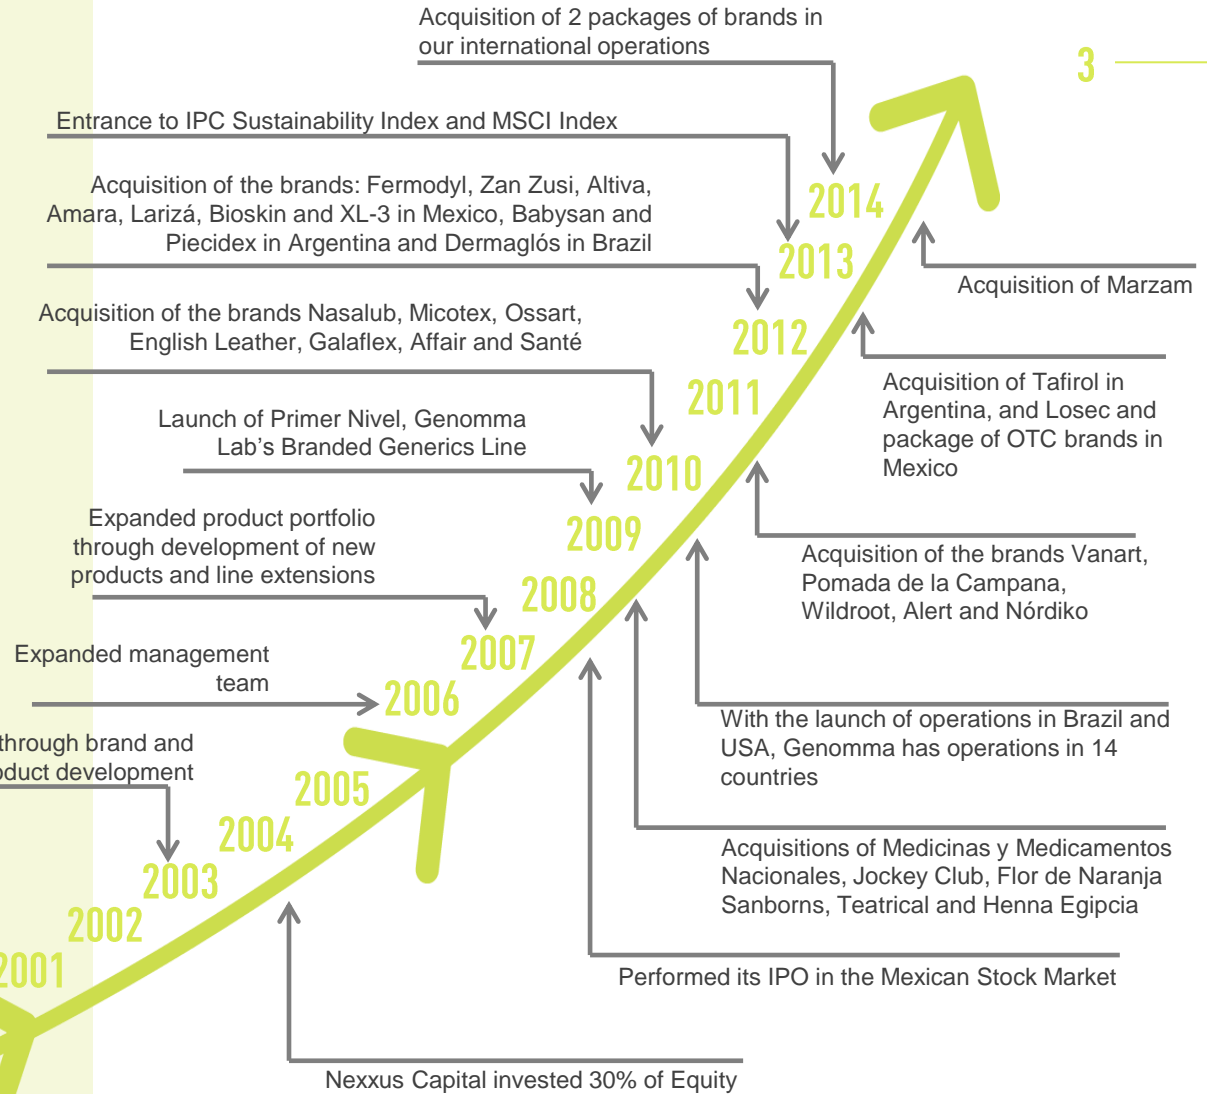 Acquisition of 2 packages of brands in
our international operations
3
Entrance to IPC Sustainability Index and MSCI Index
Acquisition of the brands: Fermodyl, Zan Zusi, Altiva,
Amara, Larizá, Bioskin and XL-3 in Mexico, Babysan and
Piecidex in Argentina and Dermaglós in Brazil
2014
2013
Acquisition of Marzam
Acquisition of the brands Nasalub, Micotex, Ossart,
English Leather, Galaflex, Affair and Santé
2012
Acquisition of Tafirol in
Argentina, and Losec and
package of OTC brands in
Mexico
2011
Launch of Primer Nivel, Genomma
Lab's Branded Generics Line
2010
Expanded product portfolio
through development of new
products and line extensions
2009
Acquisition of the brands Vanart,
Pomada de la Campana,
Wildroot, Alert and Nórdiko
2008
2007
Expanded management
team
2006
With the launch of operations in Brazil and
USA, Genomma has operations in 14
countries
through brand and
product development
2005
2004
Acquisitions of Medicinas y Medicamentos
Nacionales, Jockey Club, Flor de Naranja
Sanborns, Teatrical and Henna Egipcia
2003
2002
2001
Performed its IPO in the Mexican Stock Market
Nexxus Capital invested 30% of Equity